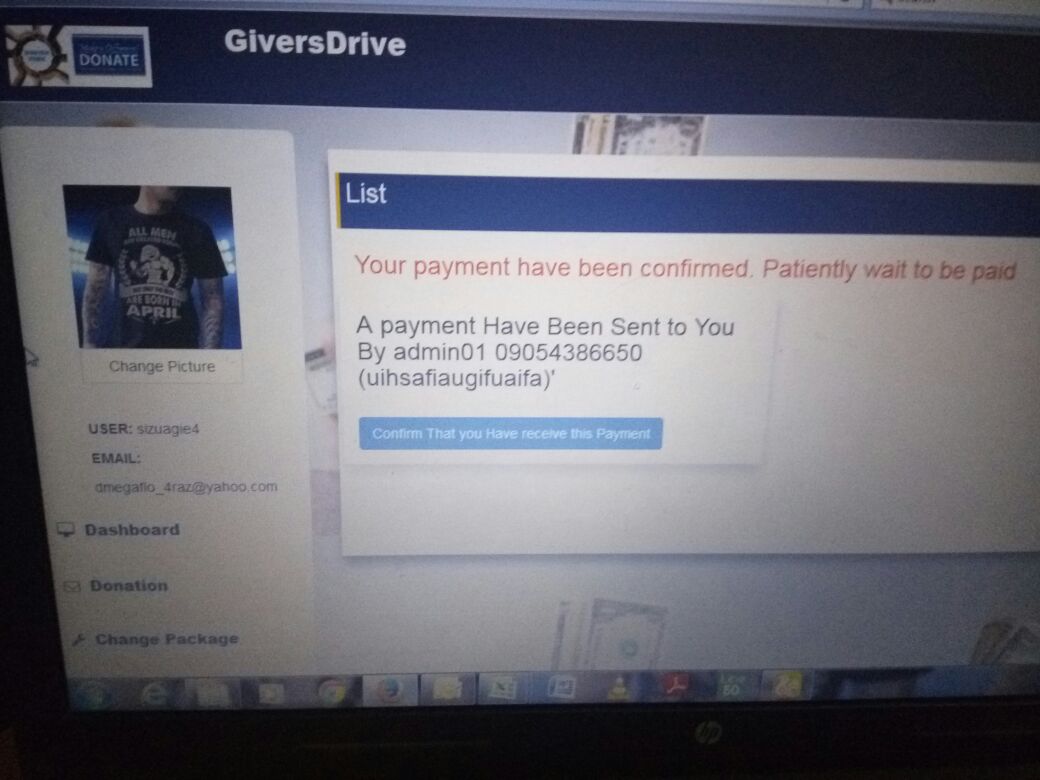 GiversDrive
DONATE
List
ALL MEN
ARE BORN IN
APRIL
Change Picture
USER: sizuagie4
EMAIL:
dmegaflo_4raz@yahoo.com
Dashboard
Donation
Change Package
Your payment have been confirmed. Patiently wait to be paid
A payment Have Been Sent to You
By admin01 09054386650
(uihsafiaugifuaifa)'
Confirm That you Have receive this Payment
hp